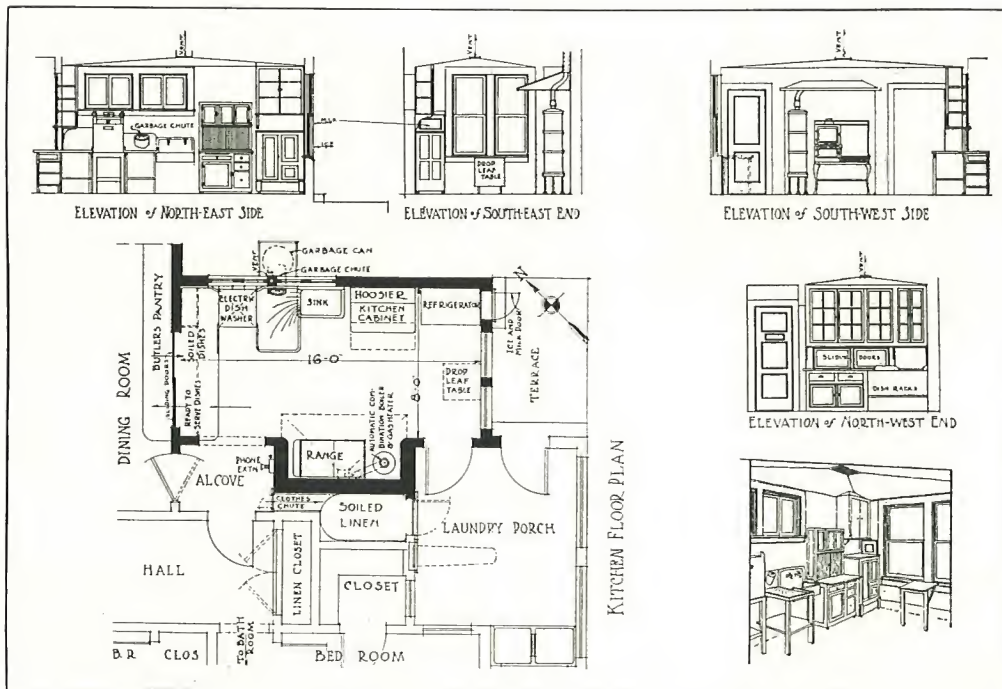 VENT
GARBAGE CHUTE
MILK
ICE
ELEVATION of NORTH-EAST SIDE
VENT
DROP
LEAF
TABLE
ELEVATION of SOUTH-EAST END
VENT
ELEVATION of SOUTH-WEST SIDE
VENT
GARBAGE CAN
GARBAGE CHUTE
DINING ROOM
BUTLERS PANTRY
SLIDING DOORS
SOILED
DISHES
READY TO
SERVE DISHES
ELECTRIC
DISH
WASHER
SINK
HOOSIER
KITCHEN
CABINET
REFRIGERATOR
ICE AND
MILK DOOR
N
16'-0"
8'-0"
DROP
LEAF
TABLE
TERRACE
AUTOMATIC COM-
BINATION BOILER
& GAS HEATER
RANGE
PHONE
EXTN
ALCOVE
CLOTHES
CHUTE
SOILED
LINEN
LAUNDRY PORCH
HALL
LINEN CLOSET
CLOSET
TO BATH
ROOM
B.R
CLOS
BED ROOM
KITCHEN FLOOR PLAN
VENT
SLIDING DOORS
DISH RACKS
ELEVATION of NORTH-WEST END